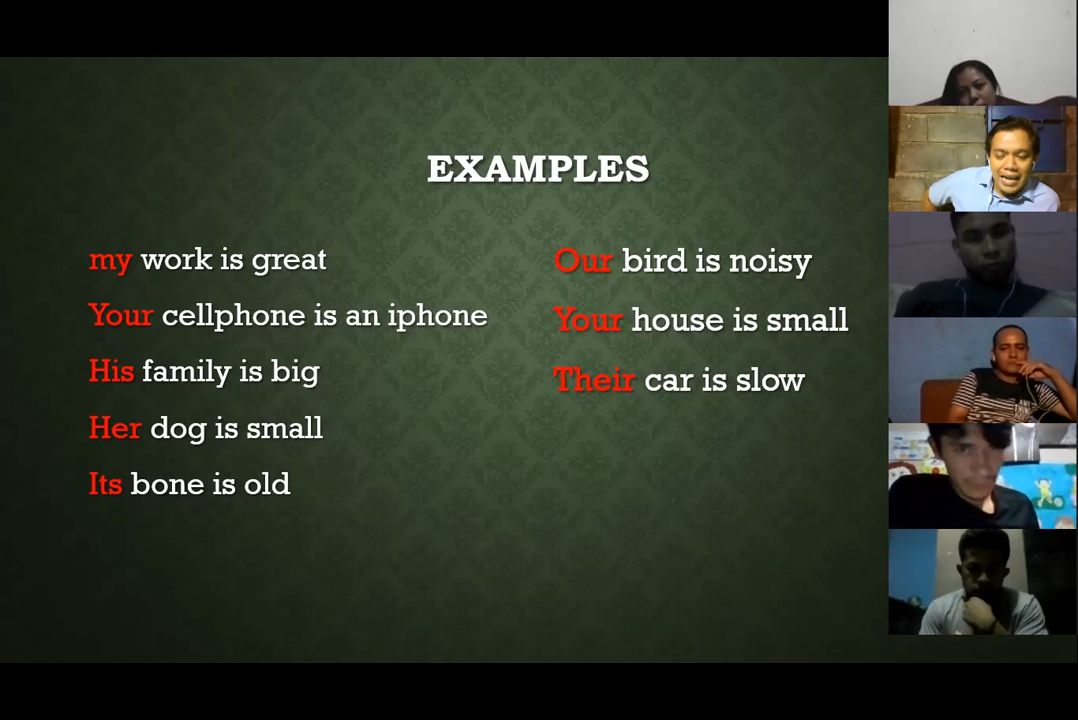 EXAMPLES
my work is great
Your cellphone is an iphone
His family is big
Her dog is small
Its bone is old
Our bird is noisy
Your house is small
Their car is slow